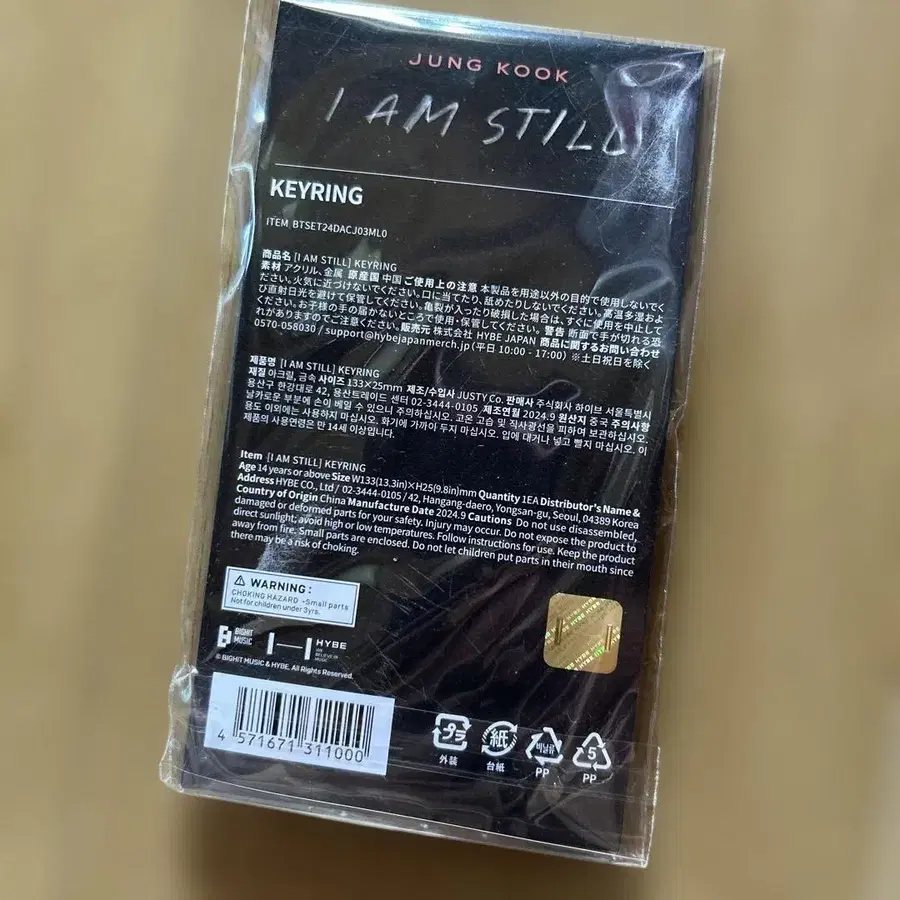 JUNG KOOK
I AM STILL
KEYRING
ITEM BTSET24DACJ03ML0
商品名 [I AM STILL] KEYRING
素材 アクリル、金属 原産国 中国 ご使用上の注意 本製品を用途以外の目的で使用しないでく
ださい。火気に近づけないでください。口に当てたり、舐めたりしないでください。高温多湿およ
び直射日光を避けて保管してください。亀裂が入ったり破損した場合は、すぐに使用を中止して
ください。お子様の手の届かないところで使用・保管してください。警告 断面で手が切れる恐
れがありますのでご注意ください。販売元 株式会社 HYBE JAPAN 商品に関するお問い合わせ
0570-058030 / support@hybejapanmerch.jp (平日 10:00 - 17:00) ※土日祝日を除く
제품명 [I AM STILL] KEYRING
재질 아크릴, 금속 사이즈 133×25mm 제조/수입사 JUSTY Co. 판매사 주식회사 하이브 서울특별시
용산구 한강대로 42, 용산트레이드 센터 02-3444-0105 제조연월 2024.9 원산지 중국 주의사항
날카로운 부분에 손이 베일 수 있으니 주의하십시오. 고온 고습 및 직사광선을 피하여 보관하십시오.
용도 이외에는 사용하지 마십시오. 화기에 가까이 두지 마십시오. 입에 대거나 넣고 빨지 마십시오. 이
제품의 사용연령은 만 14세 이상입니다.
Item [I AM STILL] KEYRING
Age 14 years or above Size W133(13.3in)×H25(9.8in)mm Quantity 1EA Distributor's Name &
Address HYBE CO., Ltd / 02-3444-0105 / 42, Hangang-daero, Yongsan-gu, Seoul, 04389 Korea
Country of Origin China Manufacture Date 2024.9 Cautions Do not use disassembled,
damaged or deformed parts for your safety. Injury may occur. Do not expose the product to
direct sunlight, avoid high or low temperatures. Follow instructions for use. Keep the product
away from fire. Small parts are enclosed. Do not let children put parts in their mouth since
there may be a risk of choking.
⚠ WARNING :
CHOKING HAZARD -Small parts
Not for children under 3yrs.
BIGHIT
MUSIC
HYBE
WE
BELIEVE IN
MUSIC
© BIGHIT MUSIC & HYBE. All Rights Reserved.
4 571671 311000
プラ
外装
紙
台紙
비닐류
PP
5
PP